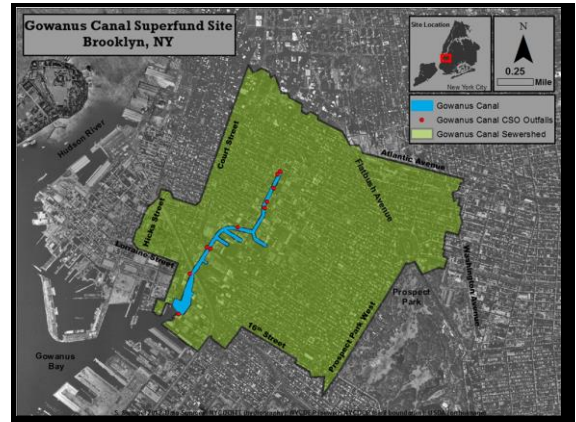 Gowanus Canal Superfund Site
Brooklyn, NY
Site Location
New York City
N
0.25
Mile
Gowanus Canal
Gowanus Canal CSO Outfalls
Gowanus Canal Sewershed
Hudson River
Court Street
Atlantic Avenue
Flatbush Avenue
Hicks Street
Lorraine Street
Washington Avenue
Prospect
Park
16th Street
Prospect Park West
Gowanus
Bay